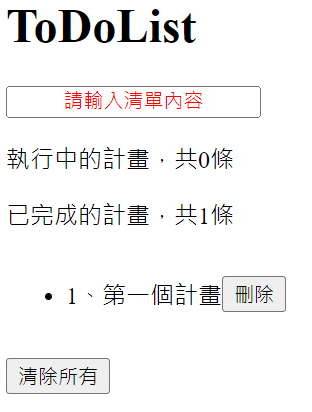 ToDoList
請輸入清單內容
執行中的計畫，共0條
已完成的計畫，共1條
1、第一個計畫 刪除
清除所有